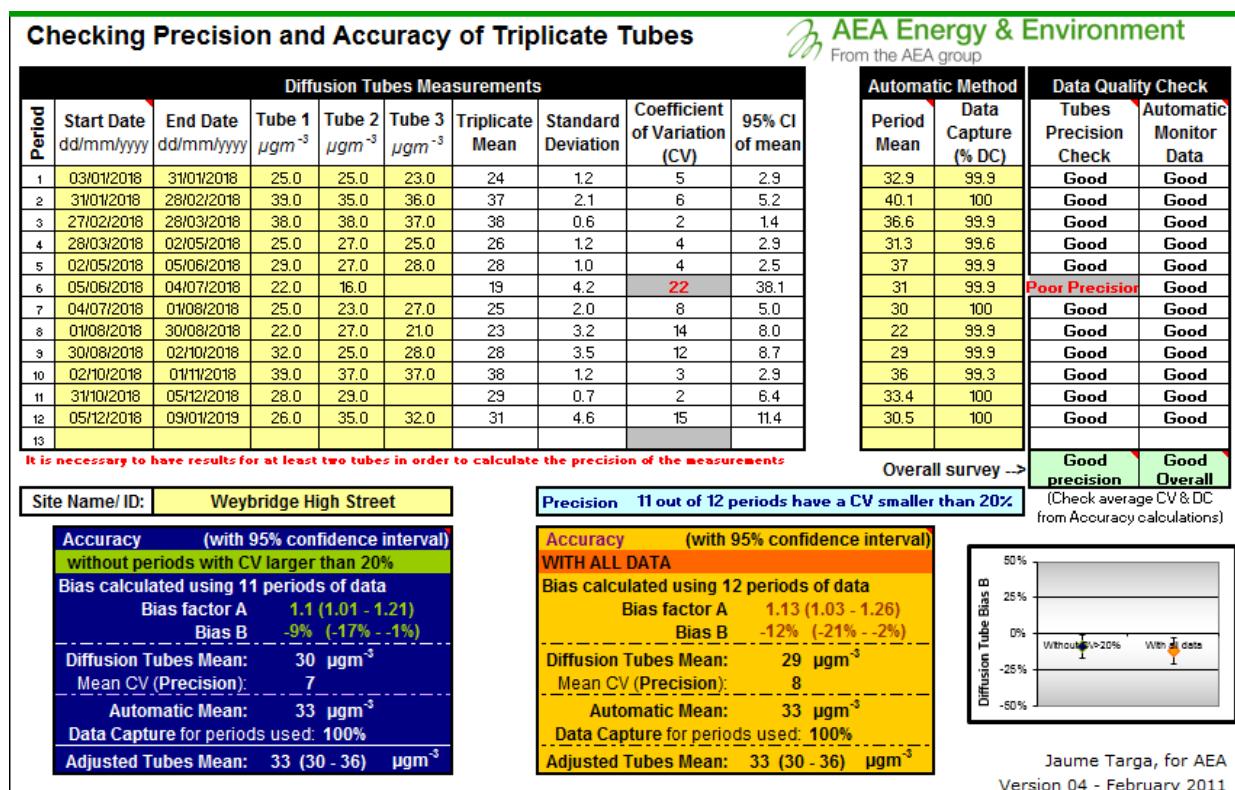 Checking Precision and Accuracy of Triplicate Tubes
AEA Energy & Environment
From the AEA group
Diffusion Tubes Measurements
Period
Start Date dd/mm/yyyy
End Date dd/mm/yyyy
Tube 1 µgm⁻³
Tube 2 µgm⁻³
Tube 3 µgm⁻³
Triplicate Mean
Standard Deviation
Coefficient of Variation (CV)
95% CI of mean
Automatic Method
Period Mean
Data Capture (% DC)
Data Quality Check
Tubes Precision Check
Automatic Monitor Data
1 03/01/2018 31/01/2018 25.0 25.0 23.0 24 1.2 5 2.9 32.9 99.9 Good Good
2 31/01/2018 28/02/2018 39.0 35.0 36.0 37 2.1 6 5.2 40.1 100 Good Good
3 27/02/2018 28/03/2018 38.0 38.0 37.0 38 0.6 2 1.4 36.6 99.9 Good Good
4 28/03/2018 02/05/2018 25.0 27.0 25.0 26 1.2 4 2.9 31.3 99.6 Good Good
5 02/05/2018 05/06/2018 29.0 27.0 28.0 28 1.0 4 2.5 37 99.9 Good Good
6 05/06/2018 04/07/2018 22.0 16.0 19 4.2 22 38.1 31 99.9 Poor Precision Good
7 04/07/2018 01/08/2018 25.0 23.0 27.0 25 2.0 8 5.0 30 100 Good Good
8 01/08/2018 30/08/2018 22.0 27.0 21.0 23 3.2 14 8.0 22 99.9 Good Good
9 30/08/2018 02/10/2018 32.0 25.0 28.0 28 3.5 12 8.7 29 99.9 Good Good
10 02/10/2018 01/11/2018 39.0 37.0 37.0 38 1.2 3 2.9 36 99.3 Good Good
11 31/10/2018 05/12/2018 28.0 29.0 29 0.7 2 6.4 33.4 100 Good Good
12 05/12/2018 09/01/2019 26.0 35.0 32.0 31 4.6 15 11.4 30.5 100 Good Good
13
It is necessary to have results for at least two tubes in order to calculate the precision of the measurements
Overall survey --> Good precision Good Overall
Site Name/ ID: Weybridge High Street
Precision 11 out of 12 periods have a CV smaller than 20%
(Check average CV & DC
from Accuracy calculations)
Accuracy (with 95% confidence interval)
without periods with CV larger than 20%
Bias calculated using 11 periods of data
Bias factor A 1.1 (1.01 - 1.21)
Bias B -9% (-17% - -1%)
Diffusion Tubes Mean: 30 µgm⁻³
Mean CV (Precision): 7
Automatic Mean: 33 µgm⁻³
Data Capture for periods used: 100%
Adjusted Tubes Mean: 33 (30 - 36) µgm⁻³
Accuracy (with 95% confidence interval)
WITH ALL DATA
Bias calculated using 12 periods of data
Bias factor A 1.13 (1.03 - 1.26)
Bias B -12% (-21% - -2%)
Diffusion Tubes Mean: 29 µgm⁻³
Mean CV (Precision): 8
Automatic Mean: 33 µgm⁻³
Data Capture for periods used: 100%
Adjusted Tubes Mean: 33 (30 - 36) µgm⁻³
Diffusion Tube Bias B
50%
25%
0%
-25%
-50%
Without CV>20%
With all data
Jaume Targa, for AEA
Version 04 - February 2011